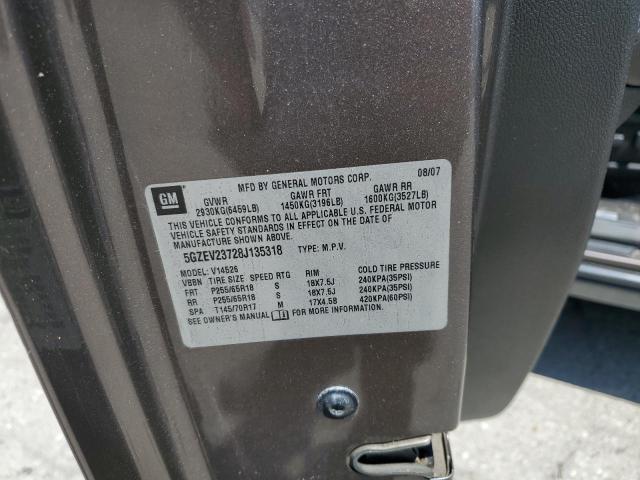 GM
MFD BY GENERAL MOTORS CORP. 08/07
GVWR GAWR FRT GAWR RR
2930KG(6459LB) 1450KG(3196LB) 1600KG(3527LB)
THIS VEHICLE CONFORMS TO ALL APPLICABLE U.S. FEDERAL MOTOR
VEHICLE SAFETY STANDARDS IN EFFECT ON THE DATE OF
MANUFACTURE SHOWN ABOVE.
5GZEV23728J135318 TYPE: M.P.V.
MODEL: V14526
VBBN TIRE SIZE SPEED RTG RIM COLD TIRE PRESSURE
FRT P255/65R18 S 18X7.5J 240KPA(35PSI)
RR P255/65R18 S 18X7.5J 240KPA(35PSI)
SPA T145/70R17 M 17X4.5B 420KPA(60PSI)
SEE OWNER'S MANUAL FOR MORE INFORMATION.